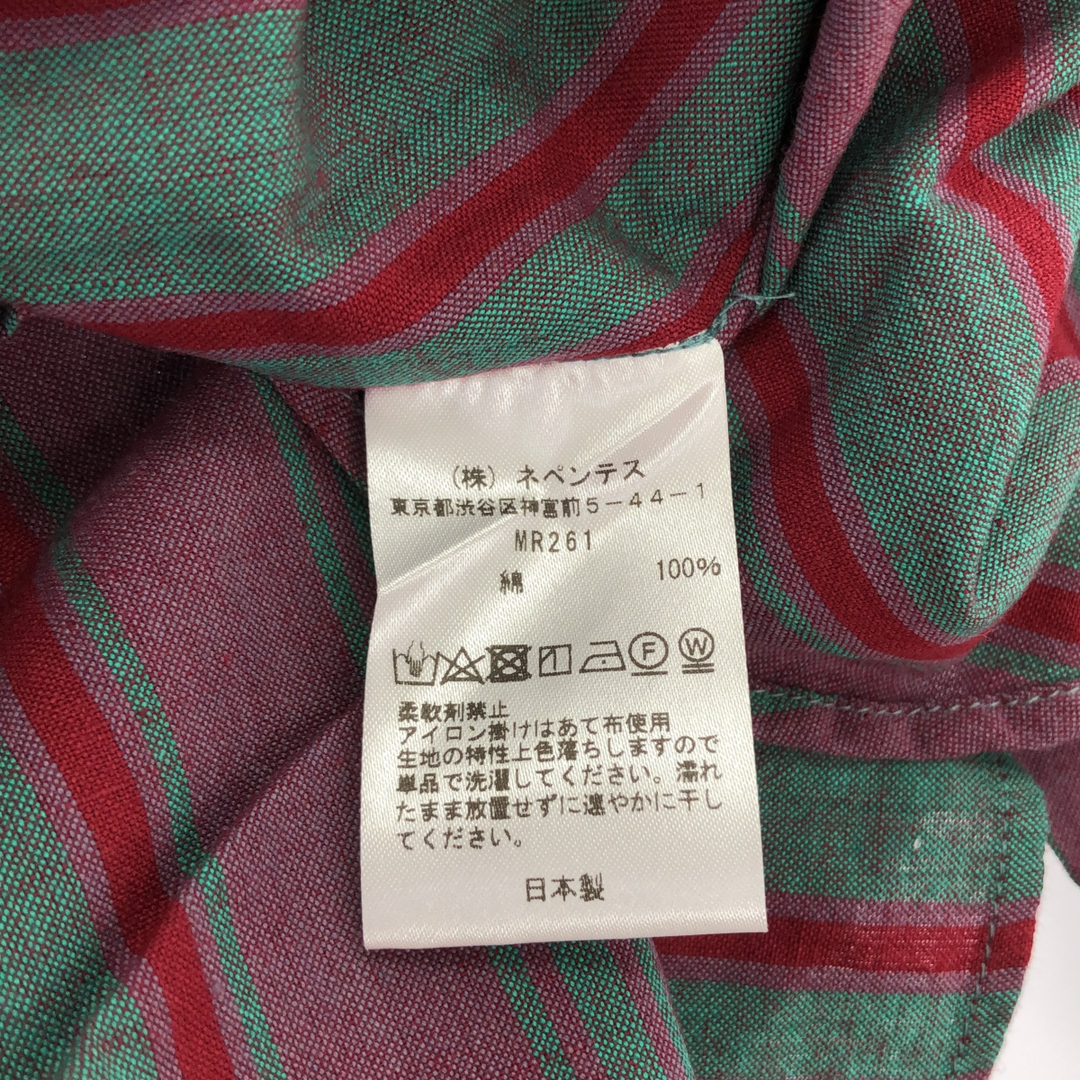 (株) ネペンテス
東京都渋谷区神宮前5-44-1
MR261
綿 100%
F W
柔軟剤禁止
アイロン掛けはあて布使用
生地の特性上色落ちしますので
単品で洗濯してください。濡れ
たまま放置せずに速やかに干し
てください。
日本製